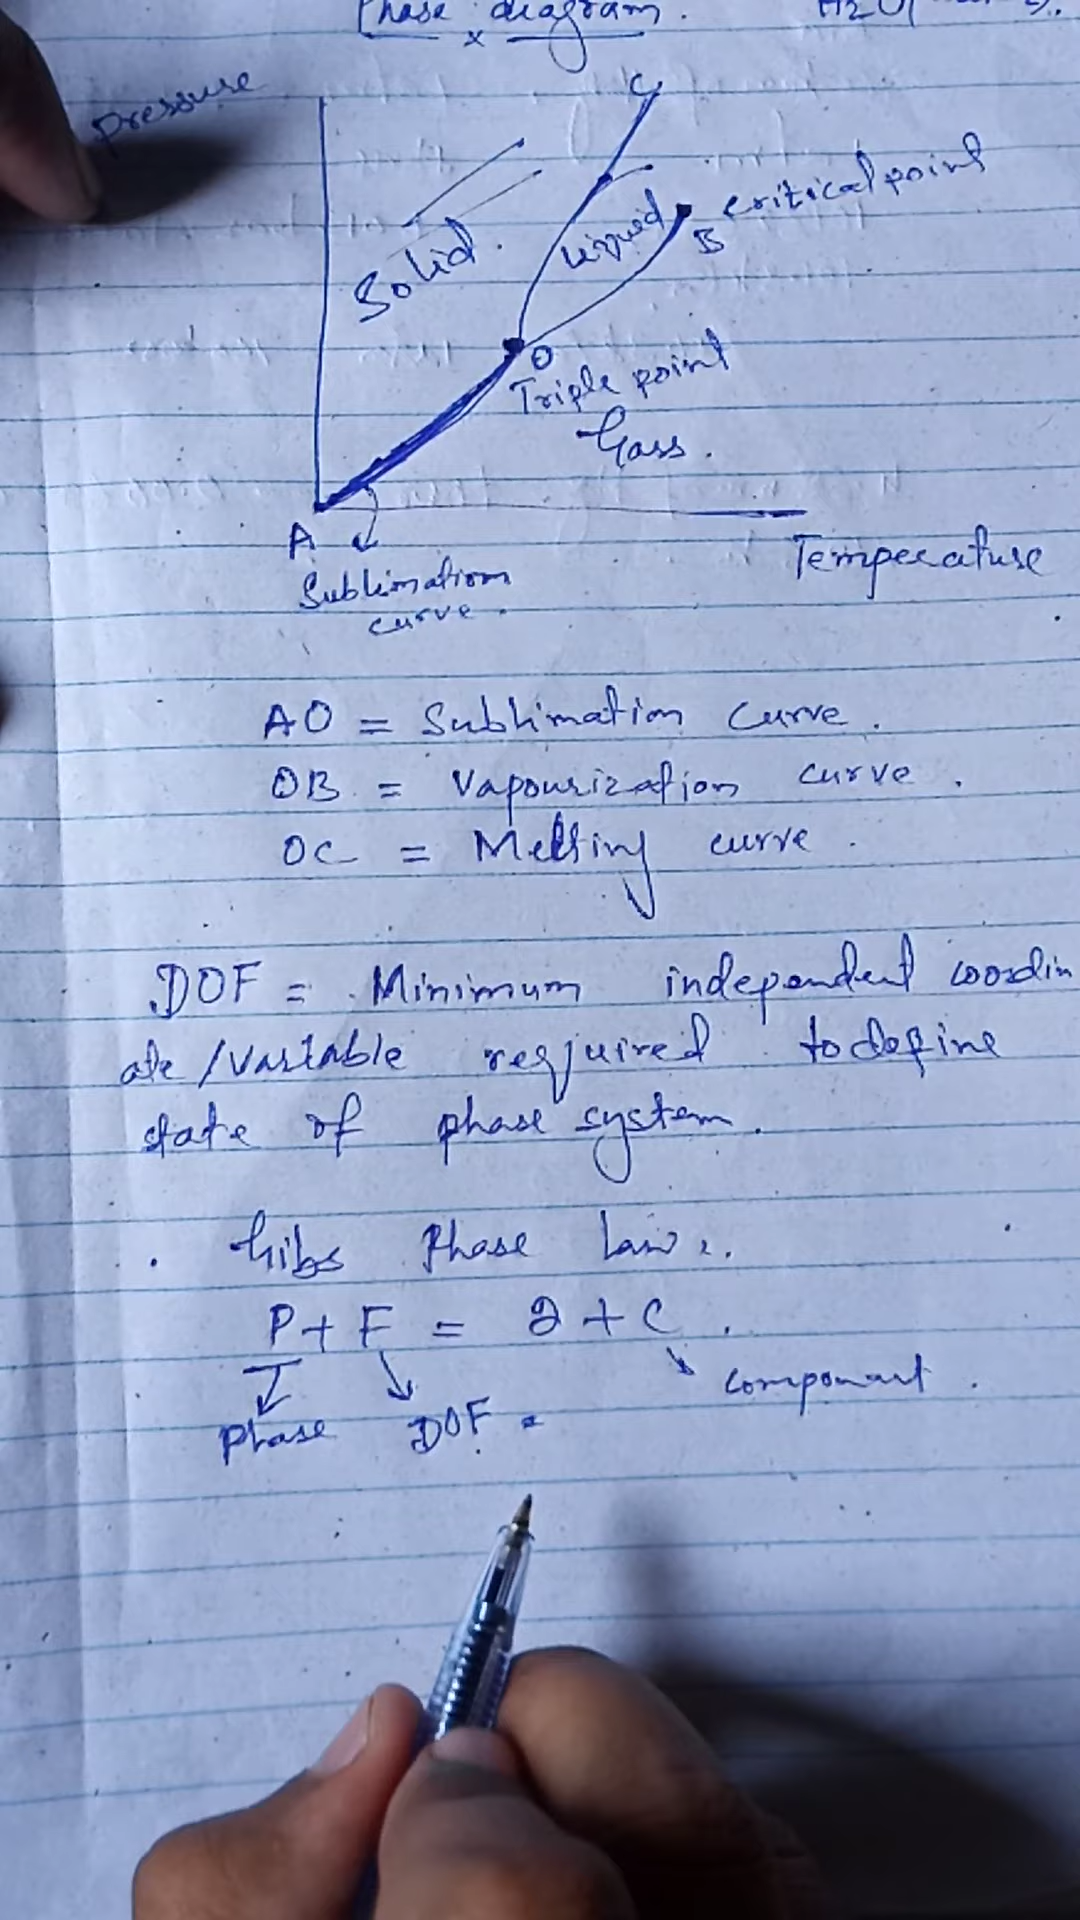 Phase diagram.
Pressure
C
Solid.
Liquid
critical point
B
O
Triple point
Gass.
A
Temperature
Sublimation
curve.
AO = Sublimation curve.
OB = Vapourization curve.
OC = Melting curve.
DOF = Minimum independent coordin
ate/variable required to define
state of phase system.
Gibs Phase Law:.
P + F = 2 + C.
component.
Phase DOF =